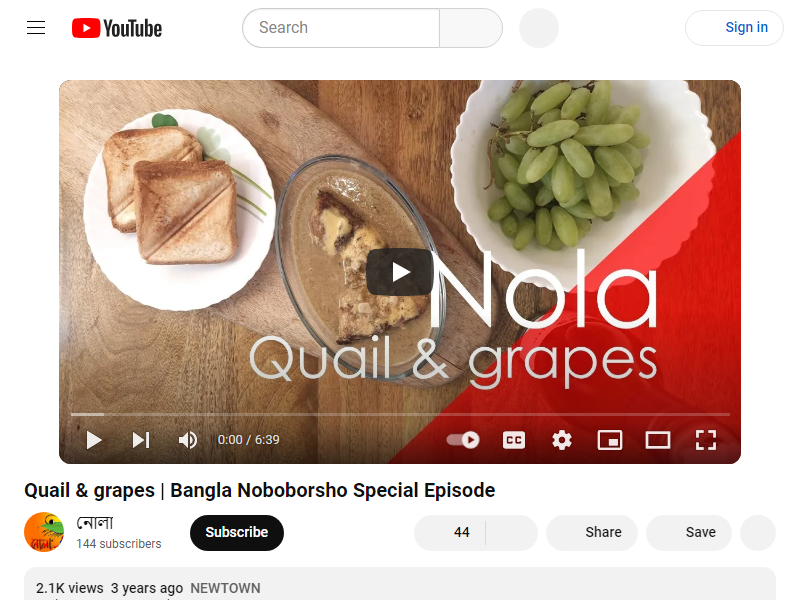 YouTube
Search
Sign in
Nola
Quail & grapes
0:00 / 6:39
CC
Quail & grapes | Bangla Noboborsho Special Episode
নোলা
144 subscribers
Subscribe
44
Share
Save
2.1K views 3 years ago NEWTOWN